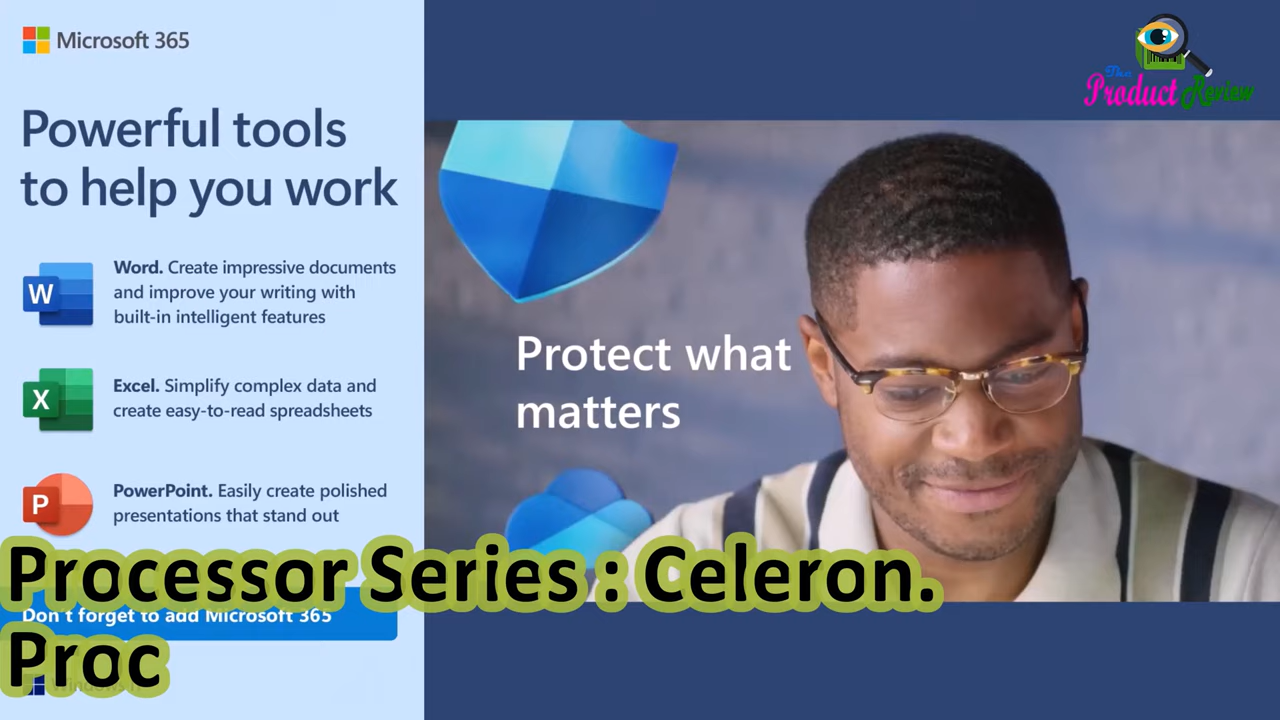 Microsoft 365
The
Product Review
Powerful tools
to help you work
Word. Create impressive documents
and improve your writing with
built-in intelligent features
W
Excel. Simplify complex data and
create easy-to-read spreadsheets
X
PowerPoint. Easily create polished
presentations that stand out
P
Protect what
matters
Processor Series : Celeron.
Don't forget to add Microsoft 365
Proc